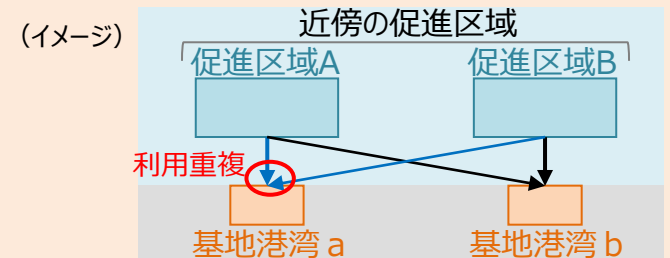 （イメージ）
近傍の促進区域
促進区域A
促進区域B
利用重複
基地港湾ａ
基地港湾ｂ